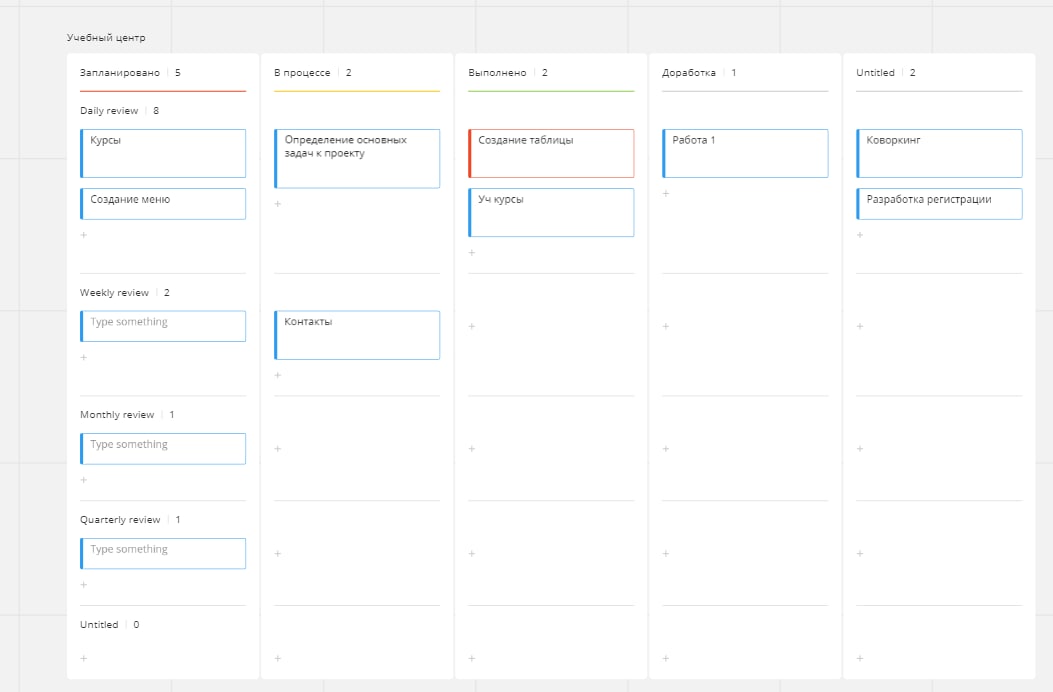 Учебный центр
Запланировано 5
В процессе 2
Выполнено 2
Доработка 1
Untitled 2
Daily review 8
Курсы
Определение основных
задач к проекту
Создание таблицы
Работа 1
Коворкинг
Создание меню
Уч курсы
Разработка регистрации
+
+
+
+
+
Weekly review 2
Type something
Контакты
+
+
+
+
+
Monthly review 1
Type something
+
+
+
+
+
Quarterly review 1
Type something
+
+
+
+
+
Untitled 0
+
+
+
+
+